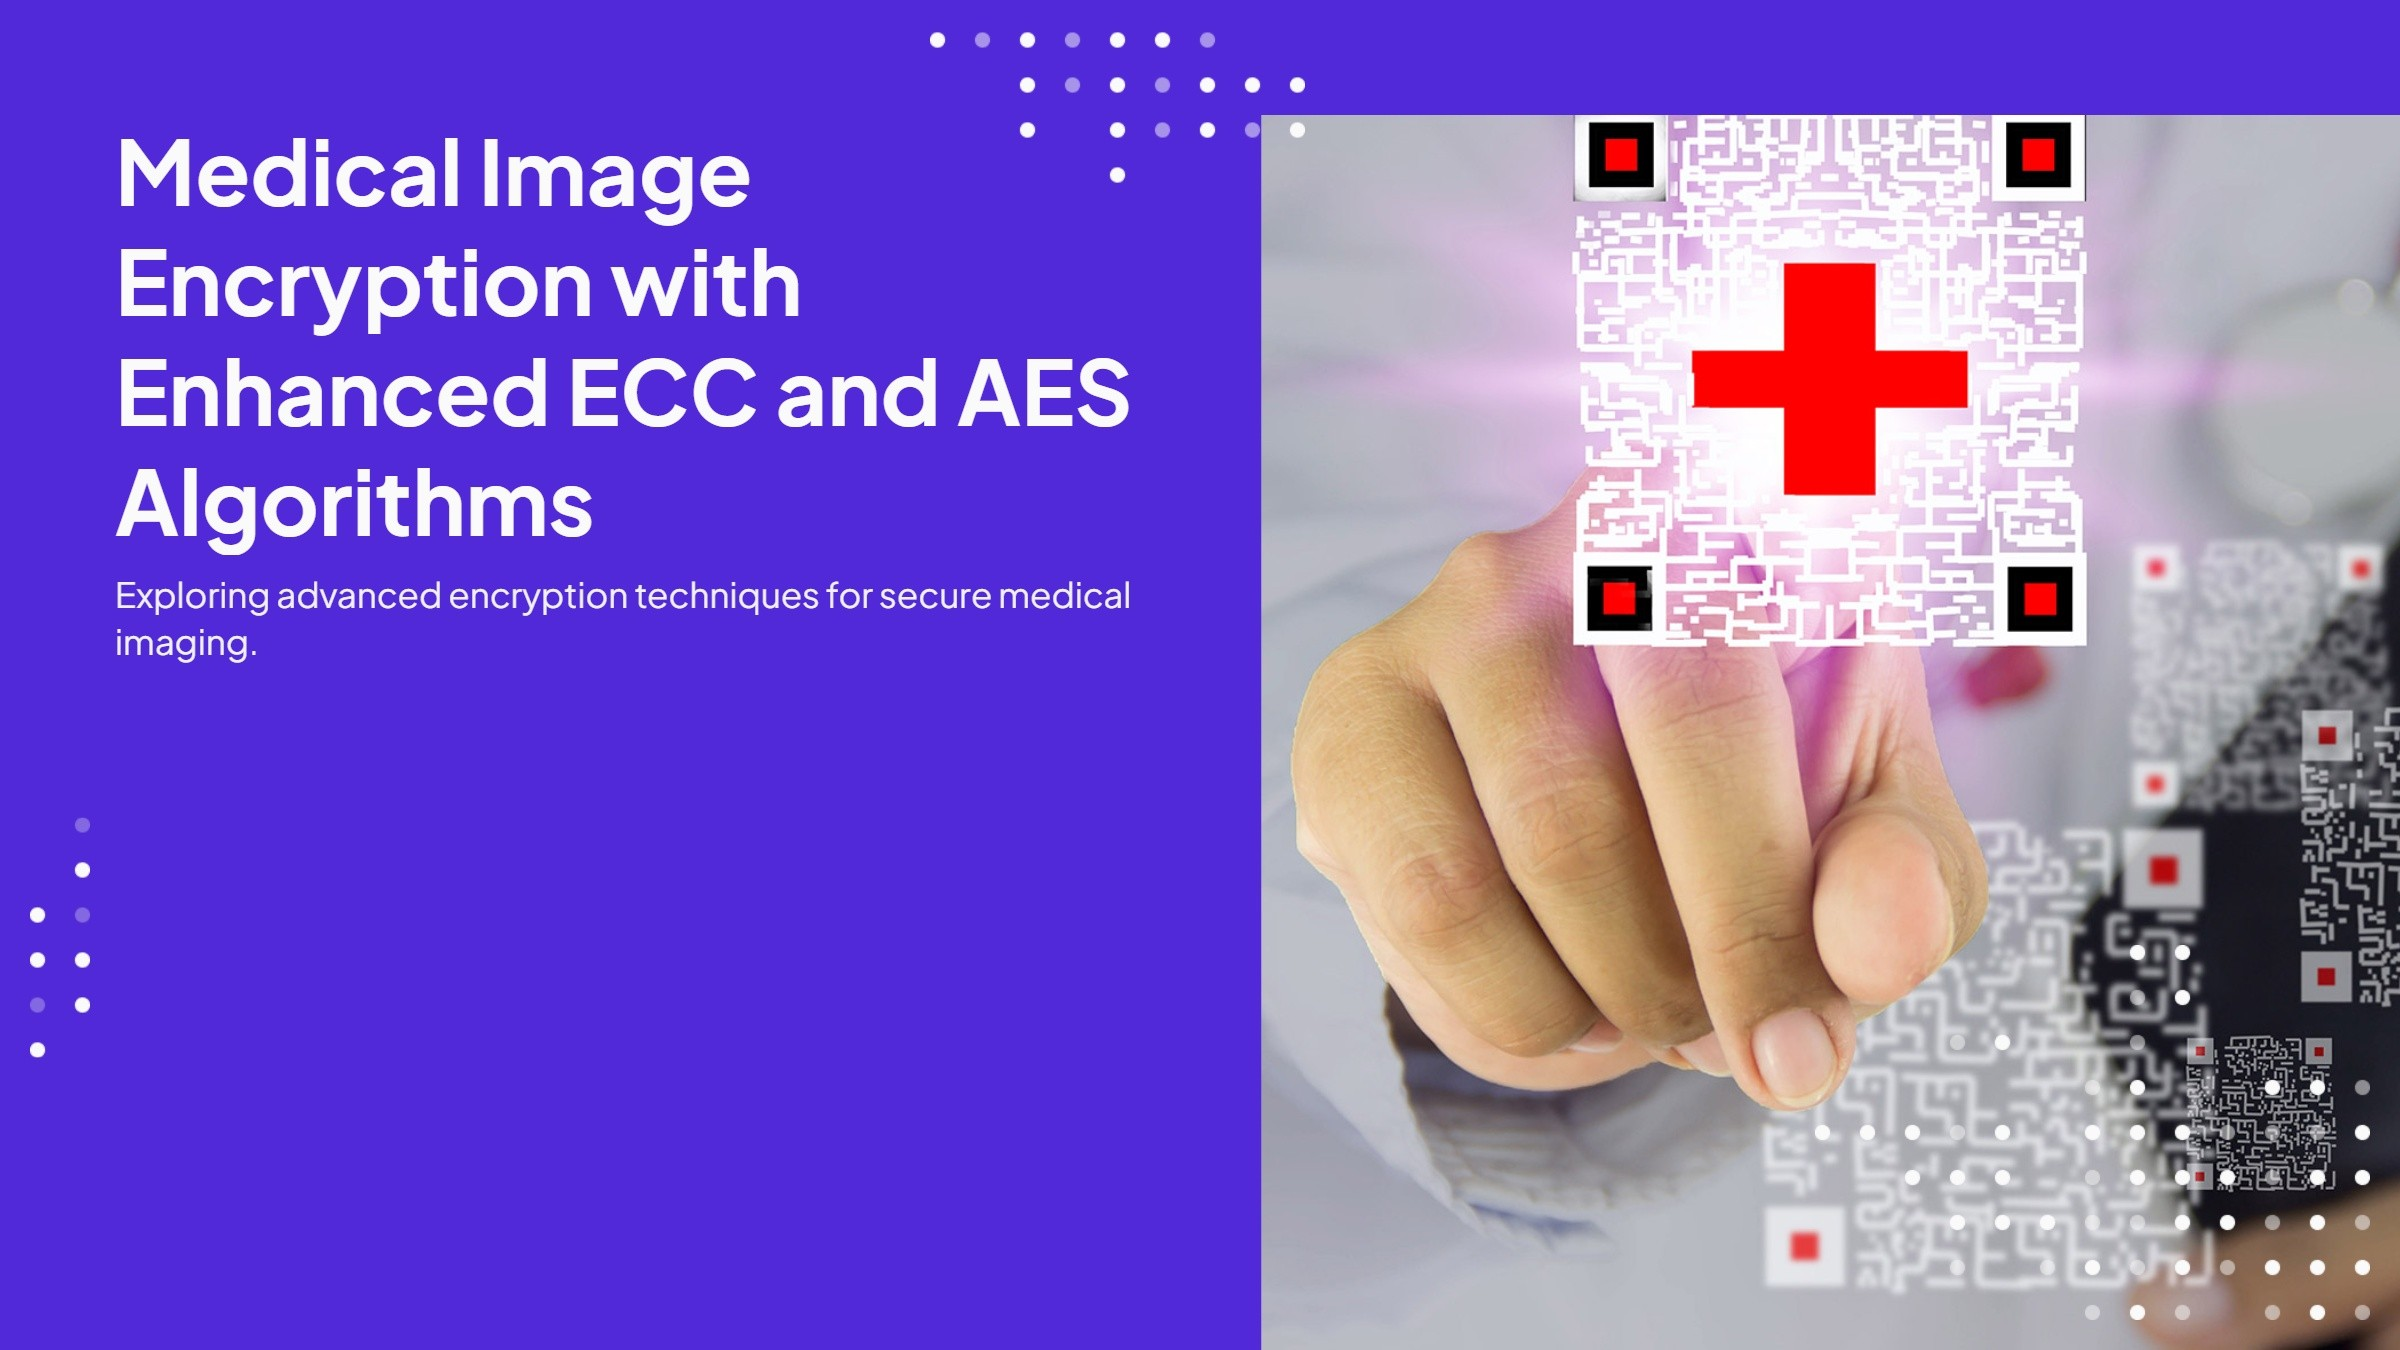 Medical Image
Encryption with
Enhanced ECC and AES
Algorithms
Exploring advanced encryption techniques for secure medical
imaging.